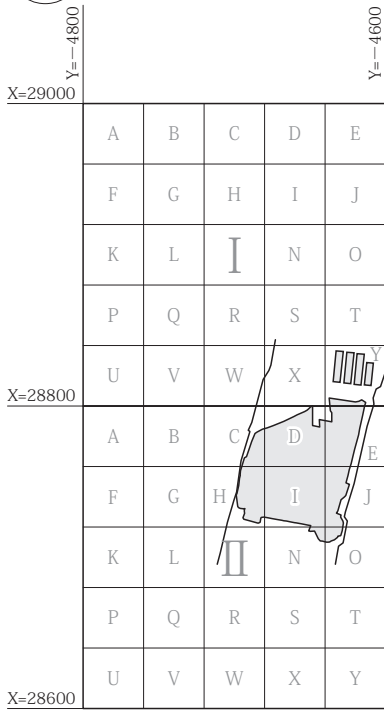 Y=－4800
Y=－4600
X=29000
A B C D E
F G H I J
K L Ⅰ N O
P Q R S T
U V W X Y
X=28800
A B C D E
F G H I J
K L Ⅱ N O
P Q R S T
U V W X Y
X=28600